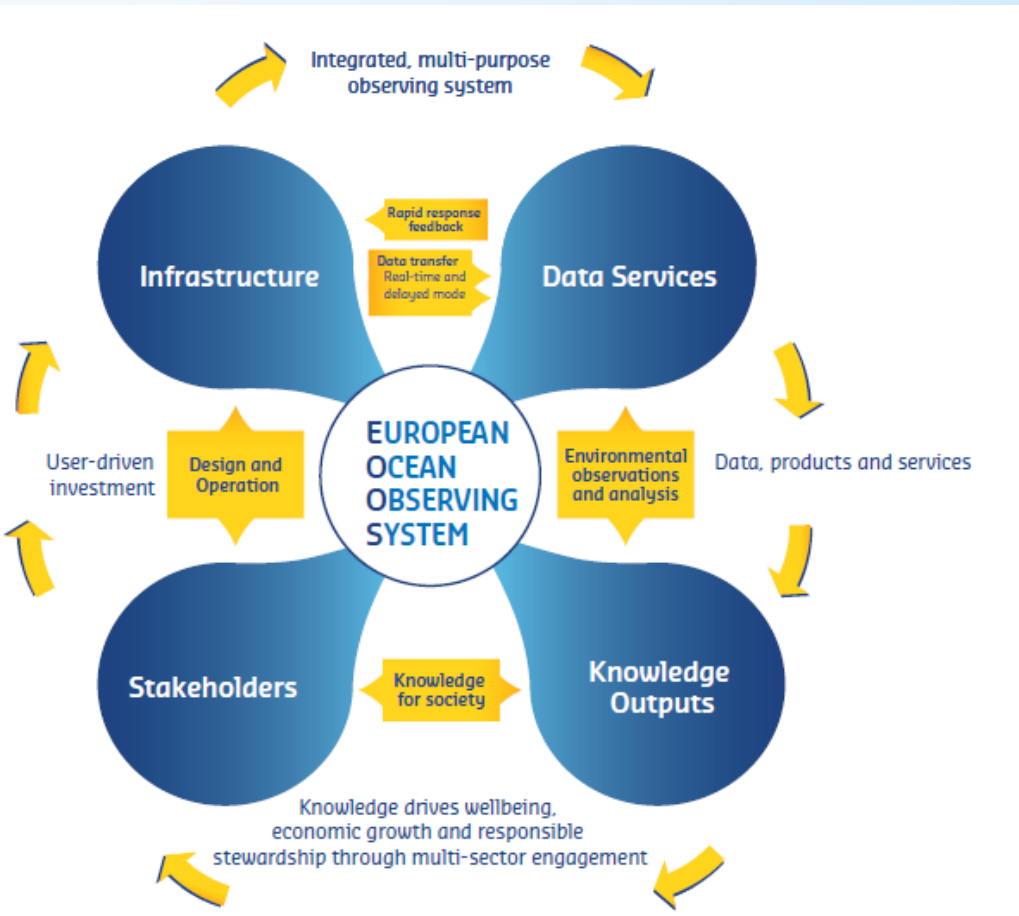 Integrated, multi-purpose
observing system
Rapid response
feedback
Infrastructure
Data transfer
Real-time and
delayed mode
Data Services
EUROPEAN
OCEAN
OBSERVING
SYSTEM
User-driven
investment
Design and
Operation
Environmental
observations
and analysis
Data, products and services
Stakeholders
Knowledge
for society
Knowledge
Outputs
Knowledge drives wellbeing,
economic growth and responsible
stewardship through multi-sector engagement